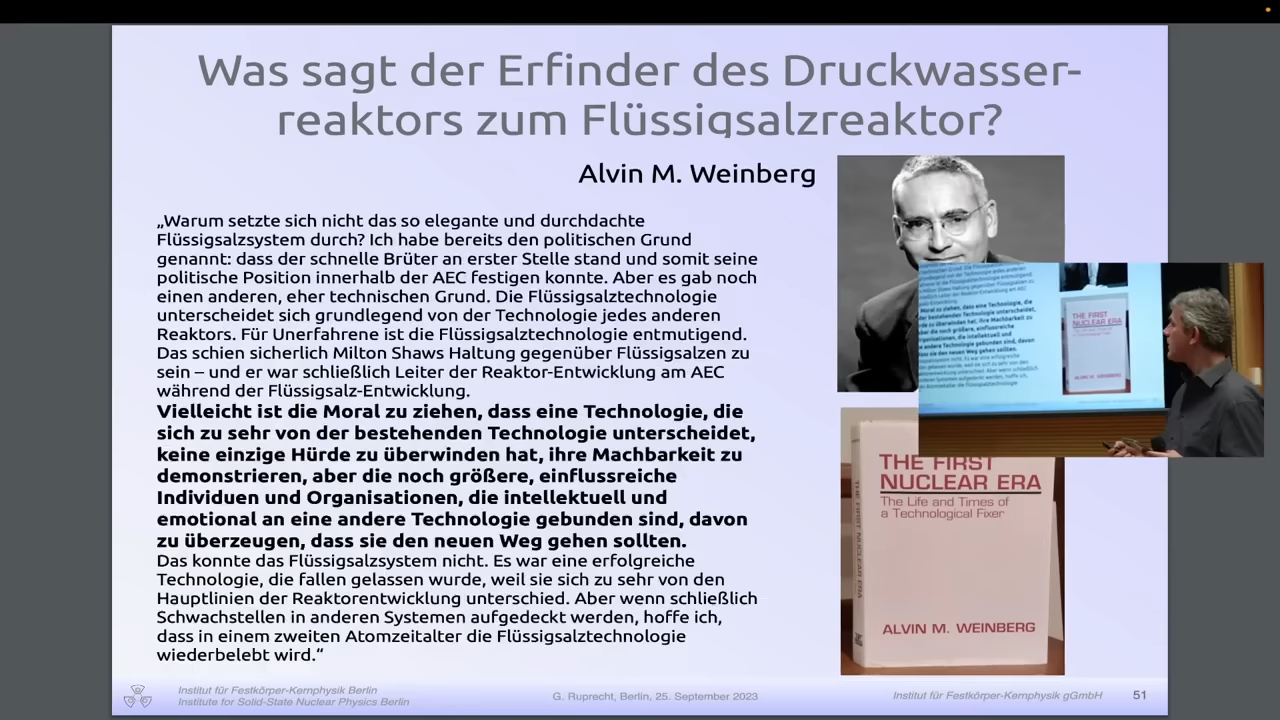 Was sagt der Erfinder des Druckwasser-
reaktors zum Flüssigsalzreaktor?
Alvin M. Weinberg
„Warum setzte sich nicht das so elegante und durchdachte
Flüssigsalzsystem durch? Ich habe bereits den politischen Grund
genannt: dass der schnelle Brüter an erster Stelle stand und somit seine
politische Position innerhalb der AEC festigen konnte. Aber es gab noch
einen anderen, eher technischen Grund. Die Flüssigsalztechnologie
unterscheidet sich grundlegend von der Technologie jedes anderen
Reaktors. Für Unerfahrene ist die Flüssigsalztechnologie entmutigend.
Das schien sicherlich Milton Shaws Haltung gegenüber Flüssigsalzen zu
sein – und er war schließlich Leiter der Reaktor-Entwicklung am AEC
während der Flüssigsalz-Entwicklung.
Vielleicht ist die Moral zu ziehen, dass eine Technologie, die
sich zu sehr von der bestehenden Technologie unterscheidet,
keine einzige Hürde zu überwinden hat, ihre Machbarkeit zu
demonstrieren, aber die noch größere, einflussreiche
Individuen und Organisationen, die intellektuell und
emotional an eine andere Technologie gebunden sind, davon
zu überzeugen, dass sie den neuen Weg gehen sollten.
Das konnte das Flüssigsalzsystem nicht. Es war eine erfolgreiche
Technologie, die fallen gelassen wurde, weil sie sich zu sehr von den
Hauptlinien der Reaktorentwicklung unterschied. Aber wenn schließlich
Schwachstellen in anderen Systemen aufgedeckt werden, hoffe ich,
dass in einem zweiten Atomzeitalter die Flüssigsalztechnologie
wiederbelebt wird.“
THE FIRST
NUCLEAR ERA
ALVIN M. WEINBERG
THE FIRST
NUCLEAR ERA
The Life and Times of
a Technological Fixer
THE FIRST NUCLEAR ERA
ALVIN M. WEINBERG
Institut für Festkörper-Kernphysik Berlin
Institute for Solid-State Nuclear Physics Berlin
G. Ruprecht, Berlin, 25. September 2023
Institut für Festkörper-Kernphysik gGmbH
51